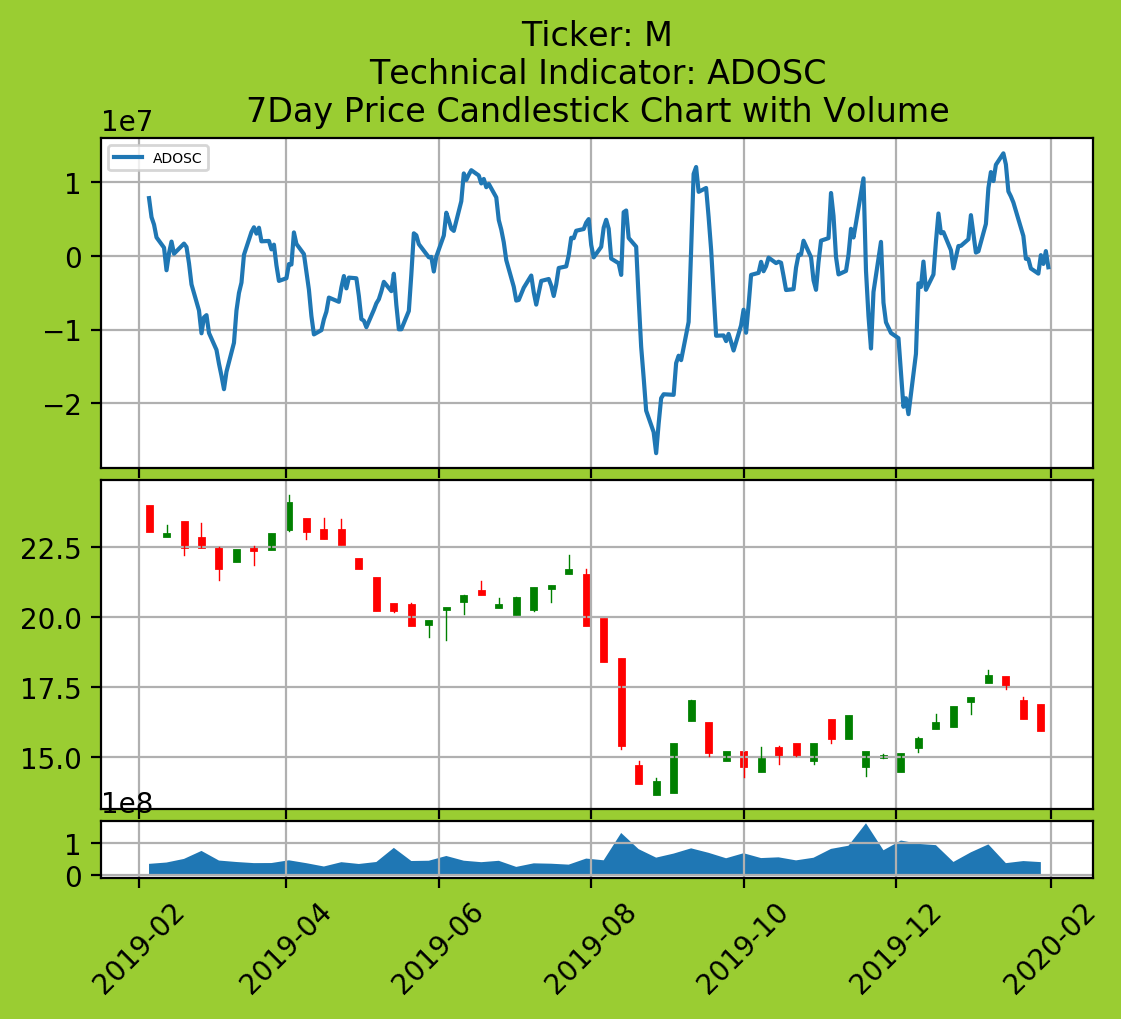 Ticker: M
Technical Indicator: ADOSC
7Day Price Candlestick Chart with Volume
1e7
ADOSC
1
0
−1
−2
22.5
20.0
17.5
15.0
1e8
1
0
2019-02
2019-04
2019-06
2019-08
2019-10
2019-12
2020-02